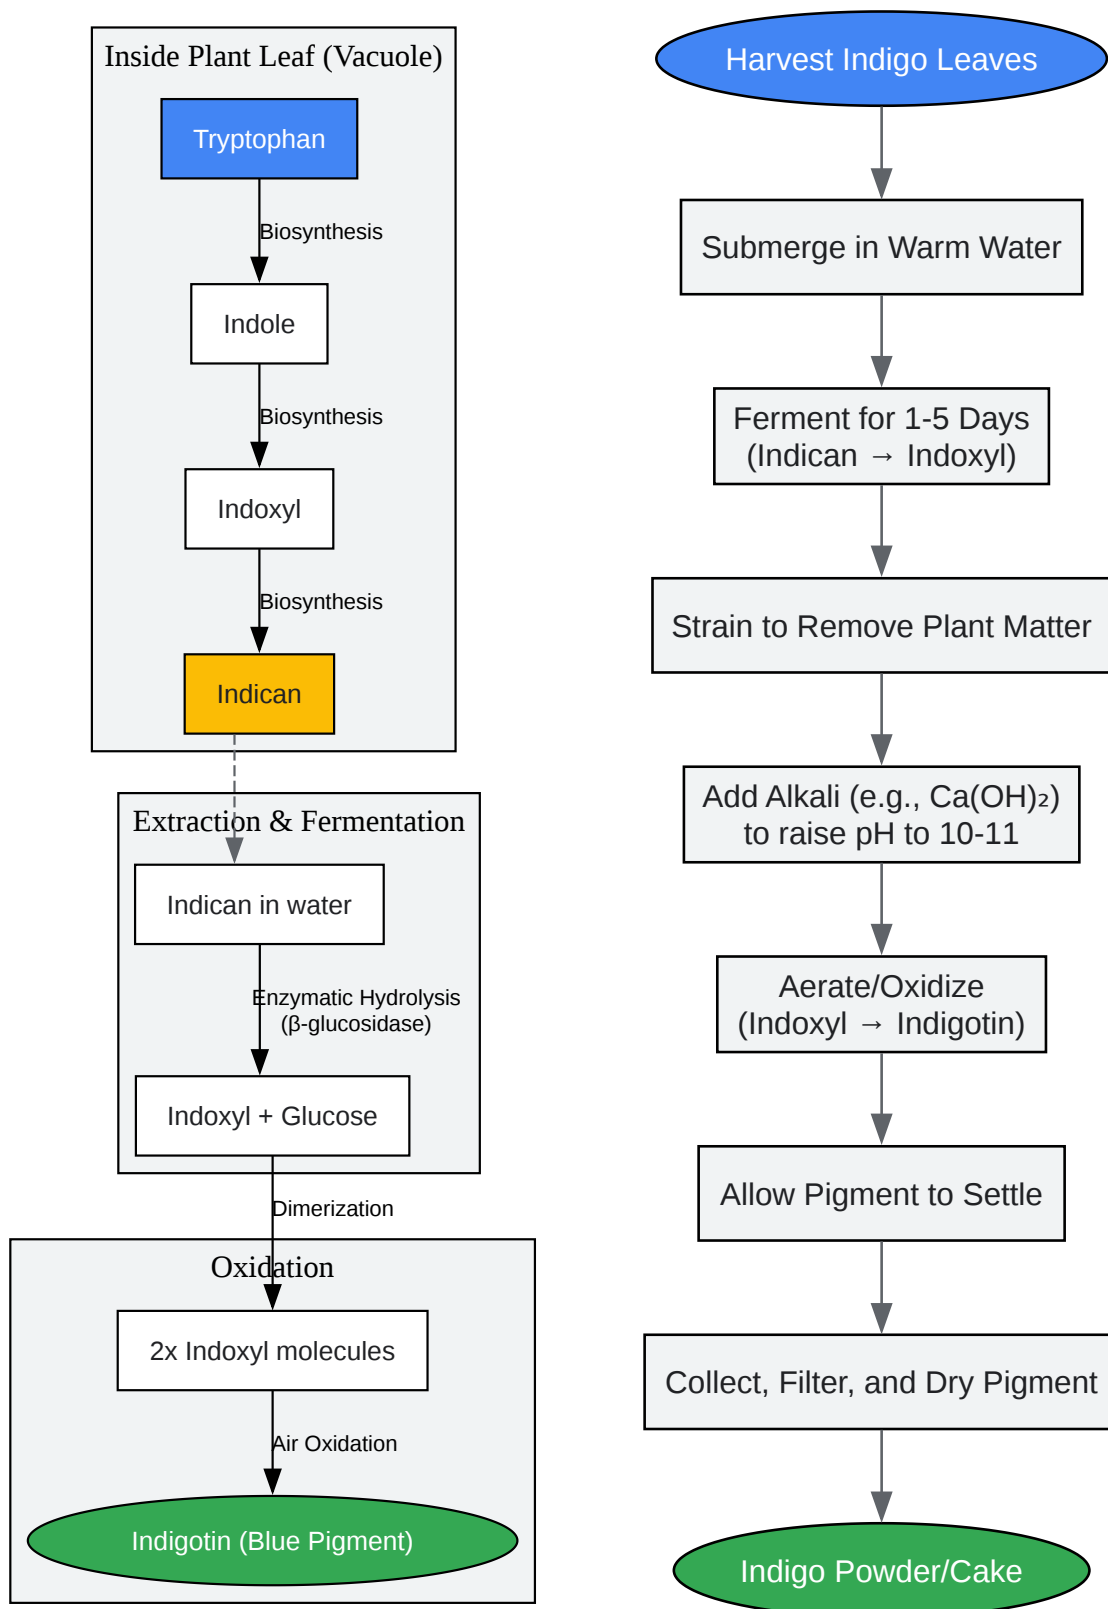 Inside Plant Leaf (Vacuole)
Tryptophan
Biosynthesis
Indole
Biosynthesis
Indoxyl
Biosynthesis
Indican
Extraction & Fermentation
Indican in water
Enzymatic Hydrolysis
(β-glucosidase)
Indoxyl + Glucose
Dimerization
Oxidation
2x Indoxyl molecules
Air Oxidation
Indigotin (Blue Pigment)
Harvest Indigo Leaves
Submerge in Warm Water
Ferment for 1-5 Days
(Indican → Indoxyl)
Strain to Remove Plant Matter
Add Alkali (e.g., Ca(OH)₂)
to raise pH to 10-11
Aerate/Oxidize
(Indoxyl → Indigotin)
Allow Pigment to Settle
Collect, Filter, and Dry Pigment
Indigo Powder/Cake